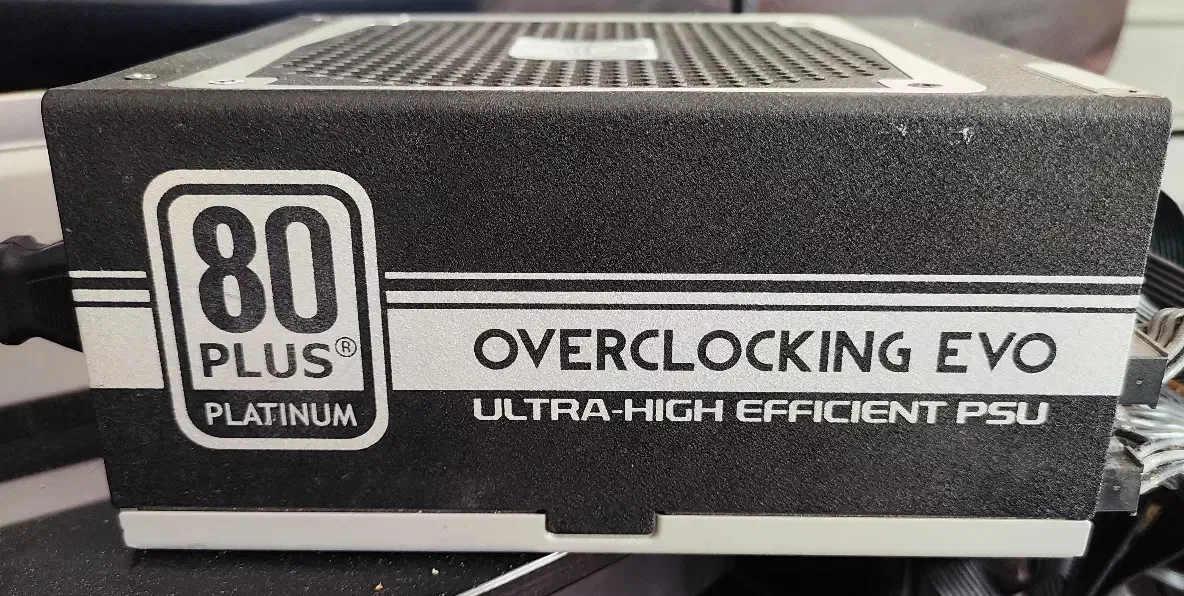 80
PLUS®
PLATINUM
OVERCLOCKING EVO
ULTRA-HIGH EFFICIENT PSU